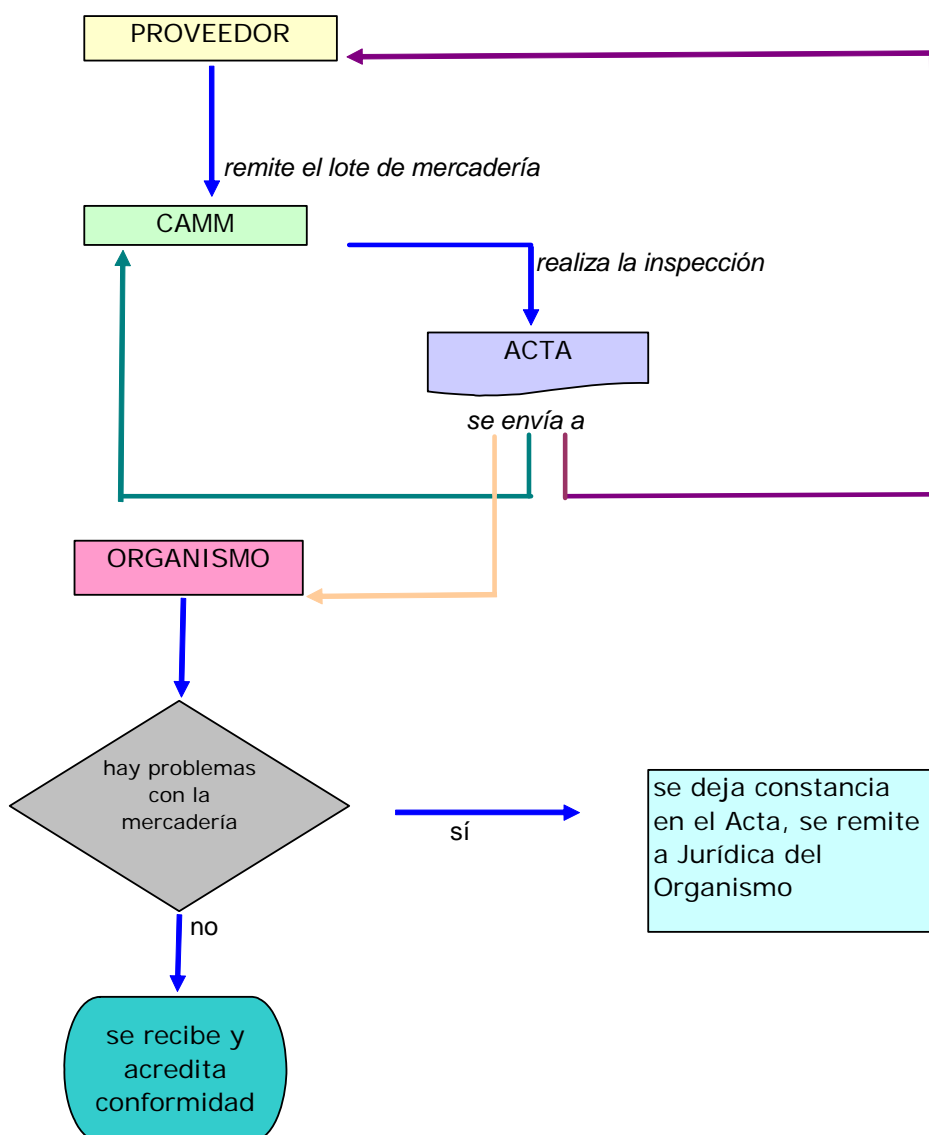 PROVEEDOR
remite el lote de mercadería
CAMM
realiza la inspección
ACTA
se envía a
ORGANISMO
hay problemas
con la
mercadería
sí
se deja constancia
en el Acta, se remite
a Jurídica del
Organismo
no
se recibe y
acredita
conformidad